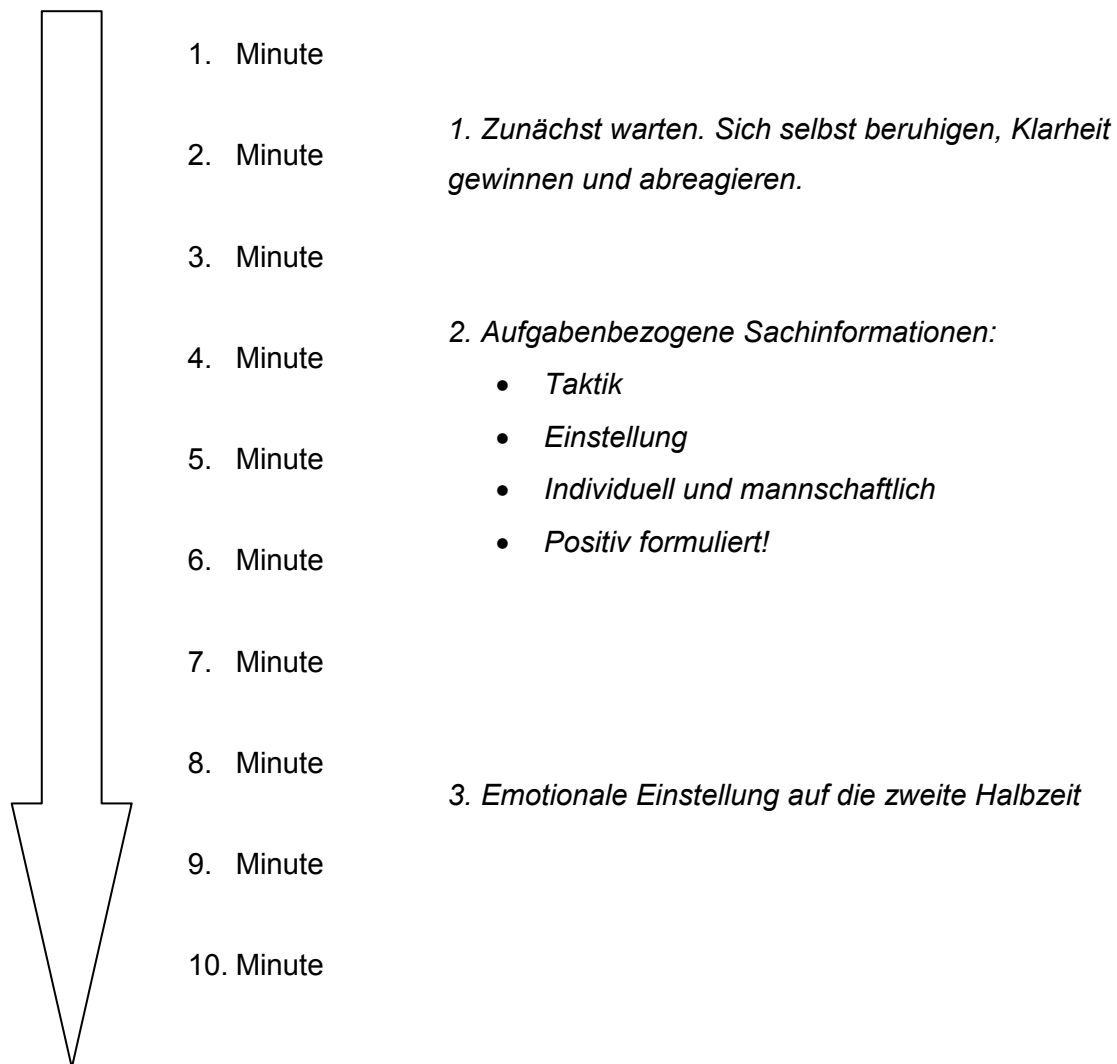 1. Minute
2. Minute
1. Zunächst warten. Sich selbst beruhigen, Klarheit
gewinnen und abreagieren.
3. Minute
2. Aufgabenbezogene Sachinformationen:
4. Minute
• Taktik
• Einstellung
5. Minute
• Individuell und mannschaftlich
• Positiv formuliert!
6. Minute
7. Minute
8. Minute
3. Emotionale Einstellung auf die zweite Halbzeit
9. Minute
10. Minute